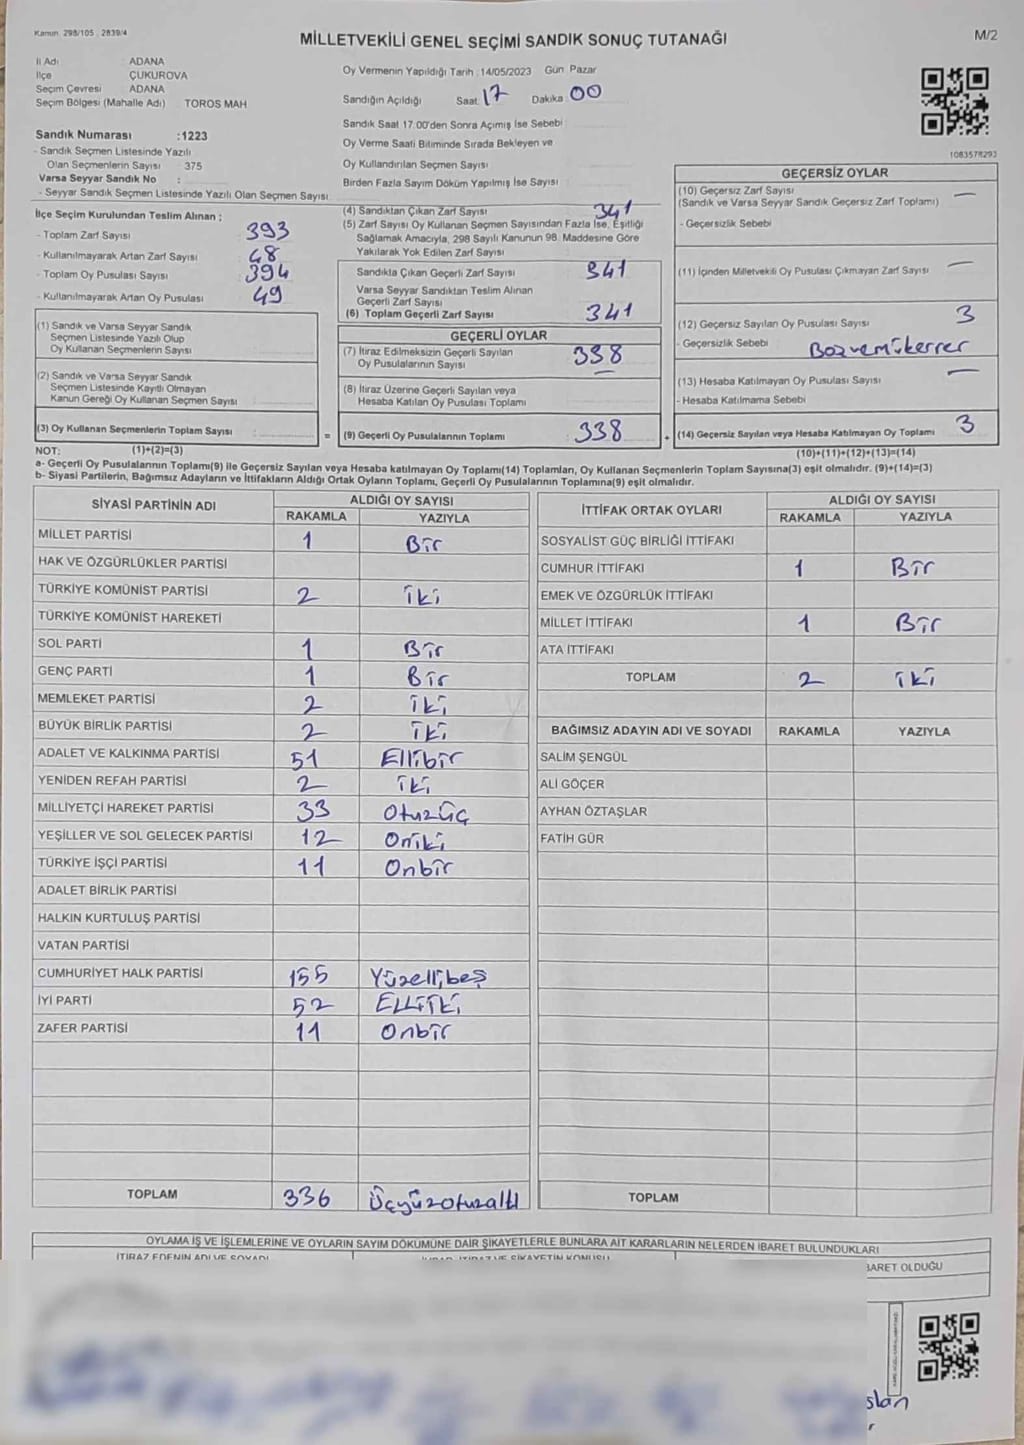 Kanun 298/105 , 2839/4
MİLLETVEKİLİ GENEL SEÇİMİ SANDIK SONUÇ TUTANAĞI
M/2
İl Adı : ADANA
İlçe ÇUKUROVA
Seçim Çevresi ADANA
Seçim Bölgesi (Mahalle Adı) TOROS MAH
Sandık Numarası :1223
- Sandık Seçmen Listesinde Yazılı
Olan Seçmenlerin Sayısı 375
Varsa Seyyar Sandık No :
- Seyyar Sandık Seçmen Listesinde Yazılı Olan Seçmen Sayısı
Oy Vermenin Yapıldığı Tarih :14/05/2023 Gün Pazar
Sandığın Açıldığı Saat 17 Dakika 00
Sandık Saat 17:00'den Sonra Açımış İse Sebebi
Oy Verme Saati Bitiminde Sırada Bekleyen ve
Oy Kullandırılan Seçmen Sayısı
Birden Fazla Sayım Döküm Yapılmış İse Sayısı
1083578293
İlçe Seçim Kurulundan Teslim Alınan ;
- Toplam Zarf Sayısı 393
- Kullanılmayarak Artan Zarf Sayısı 48
- Toplam Oy Pusulası Sayısı 394
- Kullanılmayarak Artan Oy Pusulası 49
(1) Sandık ve Varsa Seyyar Sandık
Seçmen Listesinde Yazılı Olup
Oy Kullanan Seçmenlerin Sayısı
(2) Sandık ve Varsa Seyyar Sandık
Seçmen Listesinde Kayıtlı Olmayan
Kanun Gereği Oy Kullanan Seçmen Sayısı
(3) Oy Kullanan Seçmenlerin Toplam Sayısı
(4) Sandıktan Çıkan Zarf Sayısı 341
(5) Zarf Sayısı Oy Kullanan Seçmen Sayısından Fazla İse, Eşitliği
Sağlamak Amacıyla, 298 Sayılı Kanunun 98. Maddesine Göre
Yakılarak Yok Edilen Zarf Sayısı
Sandıkla Çıkan Geçerli Zarf Sayısı 341
Varsa Seyyar Sandıktan Teslim Alınan
Geçerli Zarf Sayısı
(6) Toplam Geçerli Zarf Sayısı 341
GEÇERLİ OYLAR
(7) İtiraz Edilmeksizin Geçerli Sayılan
Oy Pusulalarının Sayısı 338
(8) İtiraz Üzerine Geçerli Sayılan veya
Hesaba Katılan Oy Pusulası Toplamı
= (9) Geçerli Oy Pusulalarının Toplamı 338
GEÇERSİZ OYLAR
(10) Geçersiz Zarf Sayısı —
(Sandık ve Varsa Seyyar Sandık Geçersiz Zarf Toplamı)
- Geçersizlik Sebebi
(11) İçinden Milletvekili Oy Pusulası Çıkmayan Zarf Sayısı —
(12) Geçersiz Sayılan Oy Pusulası Sayısı 3
- Geçersizlik Sebebi Boz ve mükerrer
(13) Hesaba Katılmayan Oy Pusulası Sayısı —
- Hesaba Katılmama Sebebi
+ (14) Geçersiz Sayılan veya Hesaba Katılmayan Oy Toplamı 3
NOT: (1)+(2)=(3) (10)+(11)+(12)+(13)=(14)
a- Geçerli Oy Pusulalarının Toplamı(9) ile Geçersiz Sayılan veya Hesaba katılmayan Oy Toplamı(14) Toplamları, Oy Kullanan Seçmenlerin Toplam Sayısına(3) eşit olmalıdır. (9)+(14)=(3)
b- Siyasi Partilerin, Bağımsız Adayların ve İttifakların Aldığı Ortak Oyların Toplamı, Geçerli Oy Pusulalarının Toplamına(9) eşit olmalıdır.
SİYASİ PARTİNİN ADI ALDIĞI OY SAYISI
RAKAMLA YAZIYLA
MİLLET PARTİSİ 1 Bir
HAK VE ÖZGÜRLÜKLER PARTİSİ
TÜRKİYE KOMÜNİST PARTİSİ 2 iki
TÜRKİYE KOMÜNİST HAREKETİ
SOL PARTİ 1 Bir
GENÇ PARTİ 1 Bir
MEMLEKET PARTİSİ 2 iki
BÜYÜK BİRLİK PARTİSİ 2 iki
ADALET VE KALKINMA PARTİSİ 51 Ellibir
YENİDEN REFAH PARTİSİ 2 iki
MİLLİYETÇİ HAREKET PARTİSİ 33 Otuzüç
YEŞİLLER VE SOL GELECEK PARTİSİ 12 Oniki
TÜRKİYE İŞÇİ PARTİSİ 11 Onbir
ADALET BİRLİK PARTİSİ
HALKIN KURTULUŞ PARTİSİ
VATAN PARTİSİ
CUMHURİYET HALK PARTİSİ 155 Yüzellibeş
İYİ PARTİ 52 Elliiki
ZAFER PARTİSİ 11 Onbir
TOPLAM 336 Üçyüzotuzaltı
İTTİFAK ORTAK OYLARI ALDIĞI OY SAYISI
RAKAMLA YAZIYLA
SOSYALİST GÜÇ BİRLİĞİ İTTİFAKI
CUMHUR İTTİFAKI 1 Bir
EMEK VE ÖZGÜRLÜK İTTİFAKI
MİLLET İTTİFAKI 1 Bir
ATA İTTİFAKI
TOPLAM 2 iki
BAĞIMSIZ ADAYIN ADI VE SOYADI RAKAMLA YAZIYLA
SALİM ŞENGÜL
ALİ GÖÇER
AYHAN ÖZTAŞLAR
FATİH GÜR
TOPLAM
OYLAMA İŞ VE İŞLEMLERİNE VE OYLARIN SAYIM DÖKÜMÜNE DAİR ŞİKAYETLERLE BUNLARA AİT KARARLARIN NELERDEN İBARET BULUNDUKLARI
İTİRAZ EDENİN ADI VE SOYADI
BARET OLDUĞU
slan